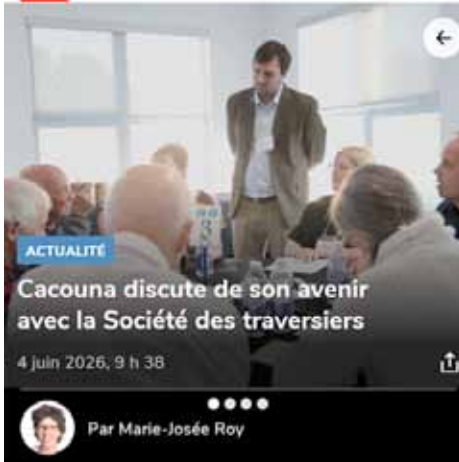 ACTUALITÉ
Cacouna discute de son avenir
avec la Société des traversiers
4 juin 2026, 9 h 38
Par Marie-Josée Roy